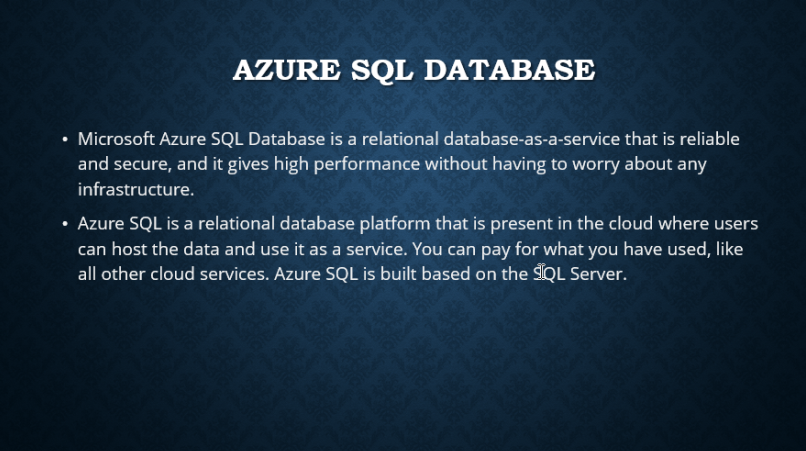 AZURE SQL DATABASE
• Microsoft Azure SQL Database is a relational database-as-a-service that is reliable
and secure, and it gives high performance without having to worry about any
infrastructure.
• Azure SQL is a relational database platform that is present in the cloud where users
can host the data and use it as a service. You can pay for what you have used, like
all other cloud services. Azure SQL is built based on the SQL Server.